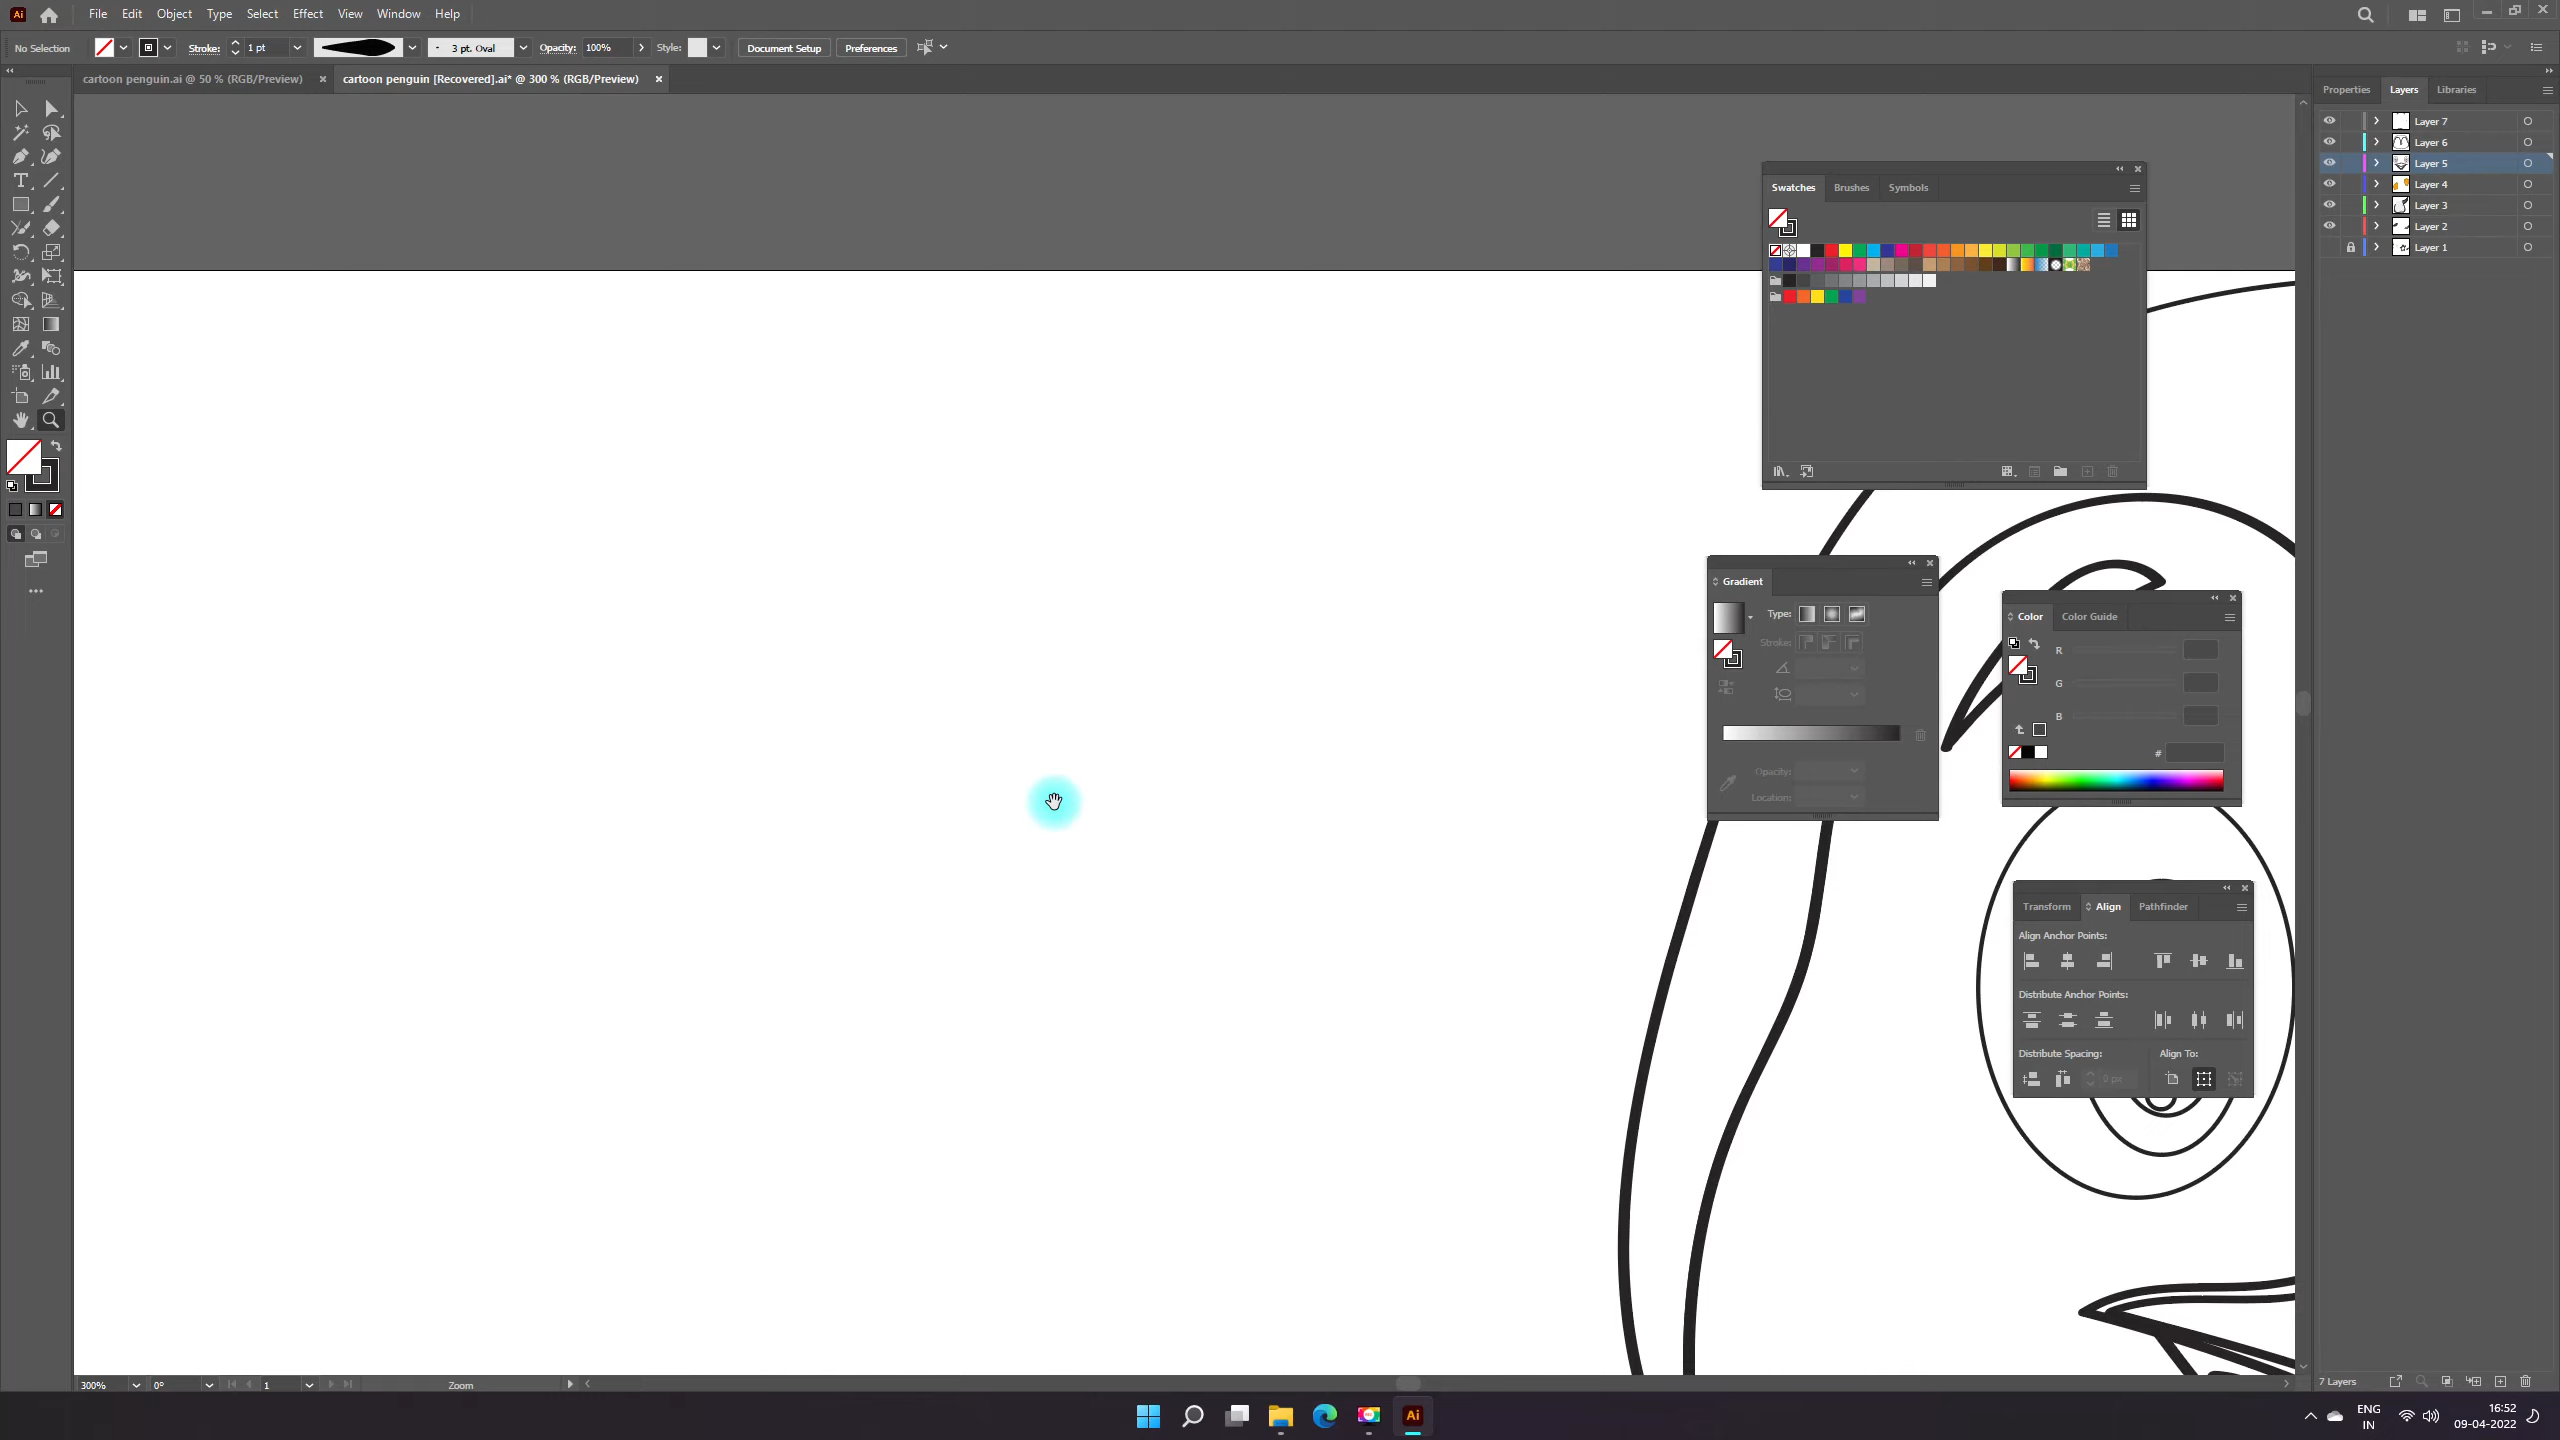 Ai File Edit Object Type Select Effect View Window Help
No Selection Stroke: 1 pt 3 pt. Oval Opacity: 100% Style: Document Setup Preferences
cartoon penguin.ai @ 50 % (RGB/Preview) × cartoon penguin [Recovered].ai* @ 300 % (RGB/Preview) ×
Properties Layers Libraries
Layer 7
Layer 6
Layer 5
Layer 4
Layer 3
Layer 2
Layer 1
Swatches Brushes Symbols
Gradient
Type:
Stroke:
Opacity:
Location:
Color Color Guide
R
G
B
#
Transform Align Pathfinder
Align Anchor Points:
Distribute Anchor Points:
Distribute Spacing: Align To:
0 px
300% 0° 1 Zoom
7 Layers
Ai
ENG
IN
16:52
09-04-2022